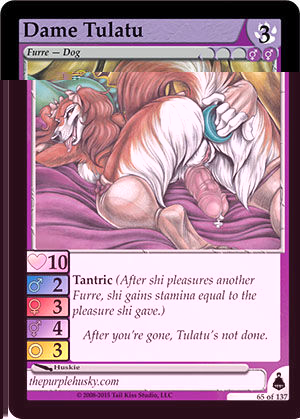 Dame Tulatu
3
Furre — Dog
10
2
3
4
3
Tantric (After shi pleasures another
Furre, shi gains stamina equal to the
pleasure shi gave.)
After you're gone, Tulatu's not done.
Huskie
thepurplehusky.com
65 of 137
© 2008-2015 Tail Kiss Studio, LLC